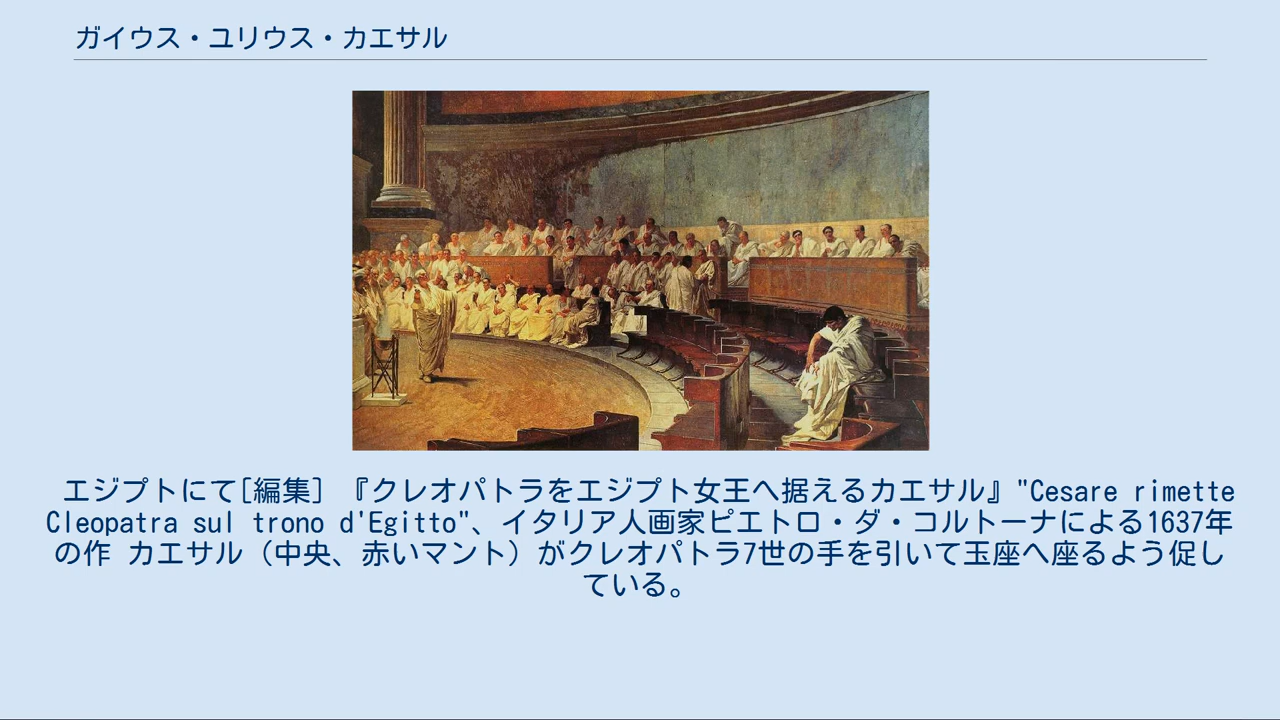 ガイウス・ユリウス・カエサル
エジプトにて[編集] 『クレオパトラをエジプト女王へ据えるカエサル』"Cesare rimette
Cleopatra sul trono d'Egitto"、イタリア人画家ピエトロ・ダ・コルトーナによる1637年
の作 カエサル（中央、赤いマント）がクレオパトラ7世の手を引いて玉座へ座るよう促し
ている。